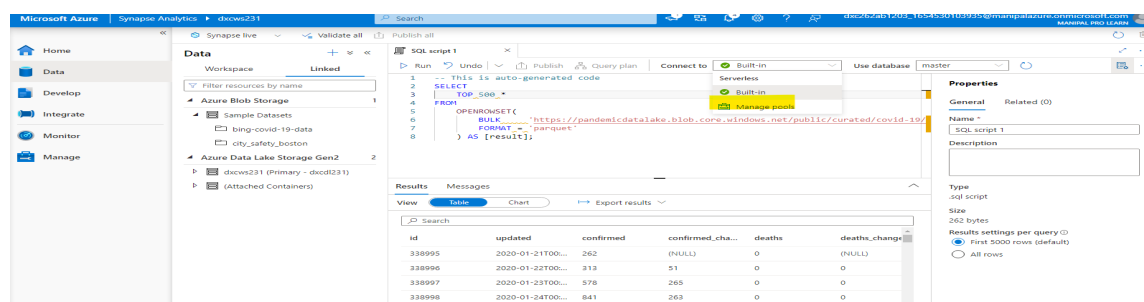 Microsoft Azure | Synapse Analytics ▸ dxcws231
Search
dxc262ab1203_1654530103935@manipalazure.onmicrosoft.com
MANIPAL PRO LEARN
Synapse live
Validate all
Publish all
Home
Data
Develop
Integrate
Monitor
Manage
Data
Workspace
Linked
Filter resources by name
Azure Blob Storage 1
Sample Datasets
bing-covid-19-data
city_safety_boston
Azure Data Lake Storage Gen2 2
dxcws231 (Primary - dxcdl231)
(Attached Containers)
SQL script 1
Run Undo Publish Query plan Connect to Built-in Use database master
Serverless
Built-in
Manage pools
1 -- This is auto-generated code
2 SELECT
3 TOP 500 *
4 FROM
5 OPENROWSET(
6 BULK 'https://pandemicdatalake.blob.core.windows.net/public/curated/covid-19/
7 FORMAT = 'parquet'
8 ) AS [result];
Results Messages
View Table Chart Export results
Search
id updated confirmed confirmed_cha... deaths deaths_change
338995 2020-01-21T00:... 262 (NULL) 0 (NULL)
338996 2020-01-22T00:... 313 51 0 0
338997 2020-01-23T00:... 578 265 0 0
338998 2020-01-24T00:... 841 263 0 0
Properties
General Related (0)
Name *
SQL script 1
Description
Type
.sql script
Size
262 bytes
Results settings per query
First 5000 rows (default)
All rows